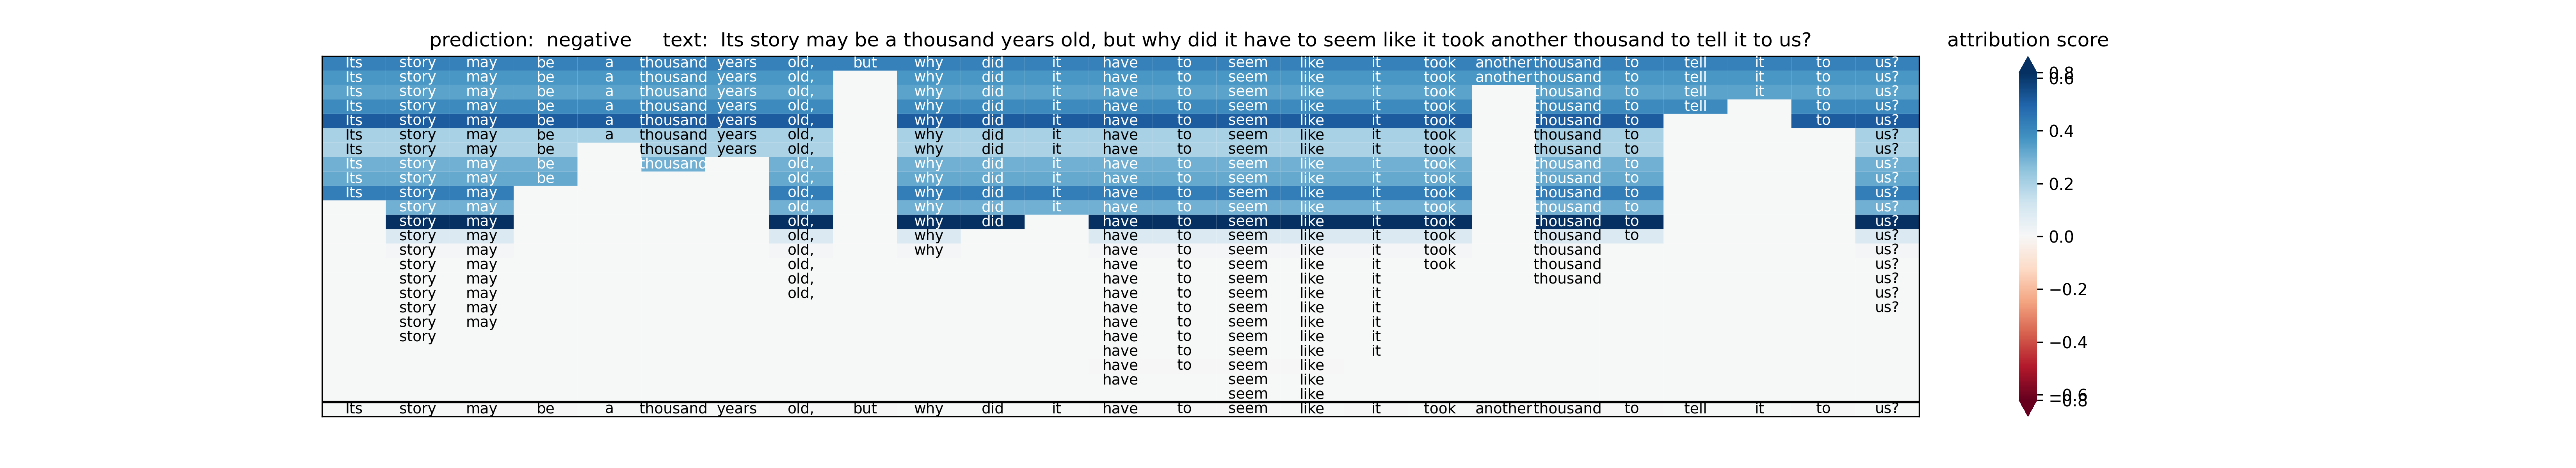 prediction: negative text: Its story may be a thousand years old, but why did it have to seem like it took another thousand to tell it to us?
attribution score
Its story may be a thousand years old, but why did it have to seem like it took another thousand to tell it to us?
Its story may be a thousand years old, why did it have to seem like it took another thousand to tell it to us?
Its story may be a thousand years old, why did it have to seem like it took thousand to tell it to us?
Its story may be a thousand years old, why did it have to seem like it took thousand to tell to us?
Its story may be a thousand years old, why did it have to seem like it took thousand to to us?
Its story may be a thousand years old, why did it have to seem like it took thousand to us?
Its story may be thousand years old, why did it have to seem like it took thousand to us?
Its story may be thousand old, why did it have to seem like it took thousand to us?
Its story may be old, why did it have to seem like it took thousand to us?
Its story may old, why did it have to seem like it took thousand to us?
story may old, why did it have to seem like it took thousand to us?
story may old, why did have to seem like it took thousand to us?
story may old, why have to seem like it took thousand to us?
story may old, why have to seem like it took thousand us?
story may old, have to seem like it took thousand us?
story may old, have to seem like it thousand us?
story may old, have to seem like it us?
story may have to seem like it us?
story may have to seem like it
story have to seem like it
have to seem like it
have to seem like
have seem like
seem like
Its story may be a thousand years old, but why did it have to seem like it took another thousand to tell it to us?
0.8
0.6
0.4
0.2
0.0
−0.2
−0.4
−0.6
−0.8